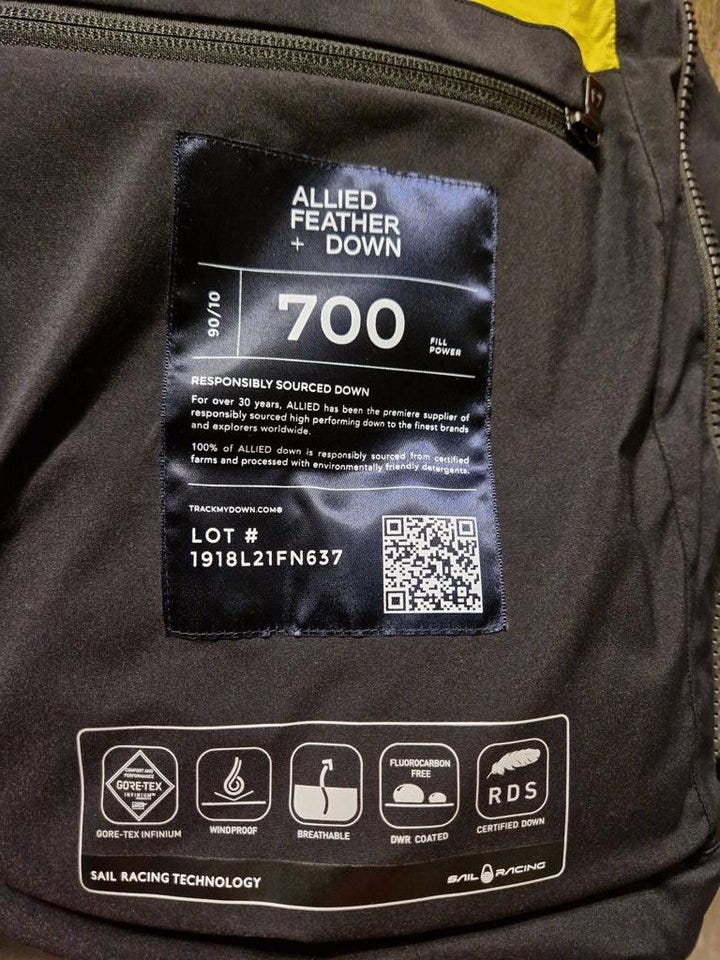 ALLIED
FEATHER
+ DOWN
90/10
700
FILL
POWER
RESPONSIBLY SOURCED DOWN
For over 30 years, ALLIED has been the premiere supplier of
responsibly sourced high performing down to the finest brands
and explorers worldwide.
100% of ALLIED down is responsibly sourced from certified
farms and processed with environmentally friendly detergents.
TRACKMYDOWN.COM®
LOT #
1918L21FN637
COMFORT AND
PERFORMANCE
GORE-TEX
INFINIUM™
PRODUCTS
GORE-TEX INFINIUM
WINDPROOF
BREATHABLE
FLUOROCARBON
FREE
DWR COATED
RDS
CERTIFIED DOWN
SAIL RACING TECHNOLOGY
SAIL RACING